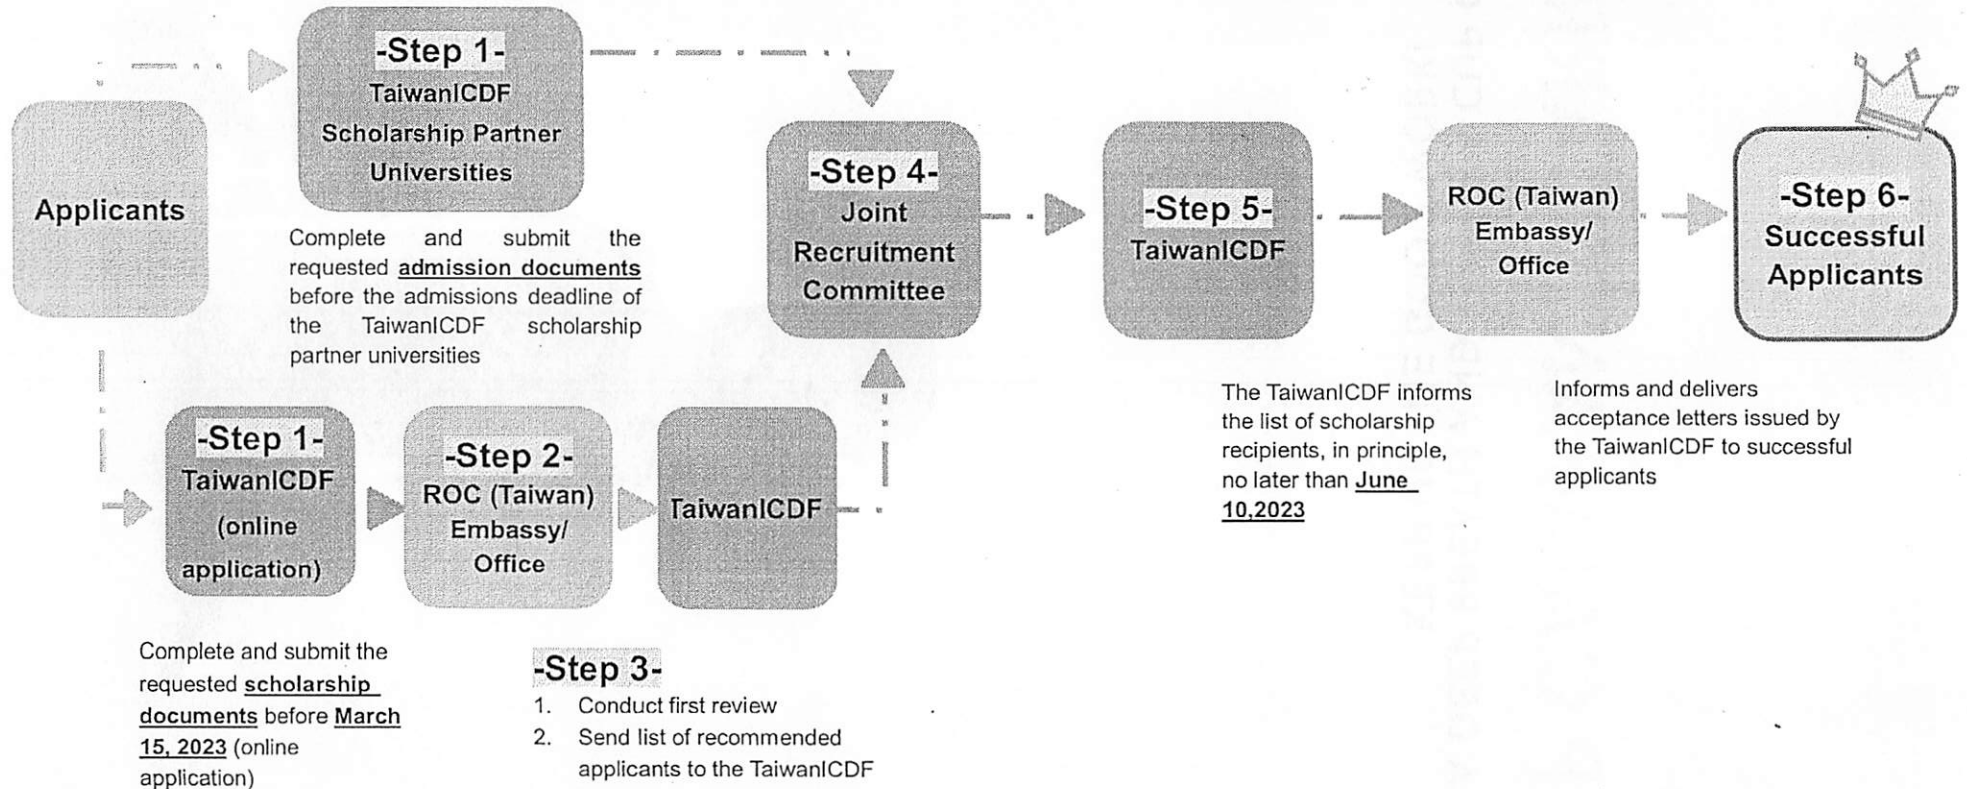 Applicants
-Step 1-
TaiwanICDF
Scholarship Partner
Universities
Complete and submit the
requested admission documents
before the admissions deadline of
the TaiwanICDF scholarship
partner universities
-Step 1-
TaiwanICDF
(online
application)
Complete and submit the
requested scholarship
documents before March
15, 2023 (online
application)
-Step 2-
ROC (Taiwan)
Embassy/
Office
-Step 3-
1. Conduct first review
2. Send list of recommended
applicants to the TaiwanICDF
TaiwanICDF
-Step 4-
Joint
Recruitment
Committee
-Step 5-
TaiwanICDF
The TaiwanICDF informs
the list of scholarship
recipients, in principle,
no later than June
10,2023
ROC (Taiwan)
Embassy/
Office
Informs and delivers
acceptance letters issued by
the TaiwanICDF to successful
applicants
-Step 6-
Successful
Applicants